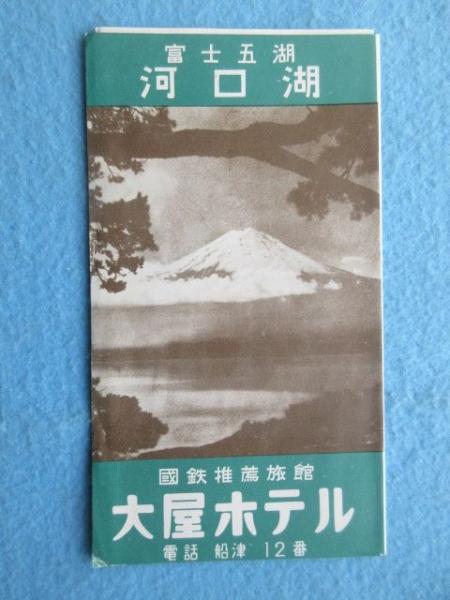 富士五湖
河口湖
國鉄推薦旅館
大屋ホテル
電話 船津 12番